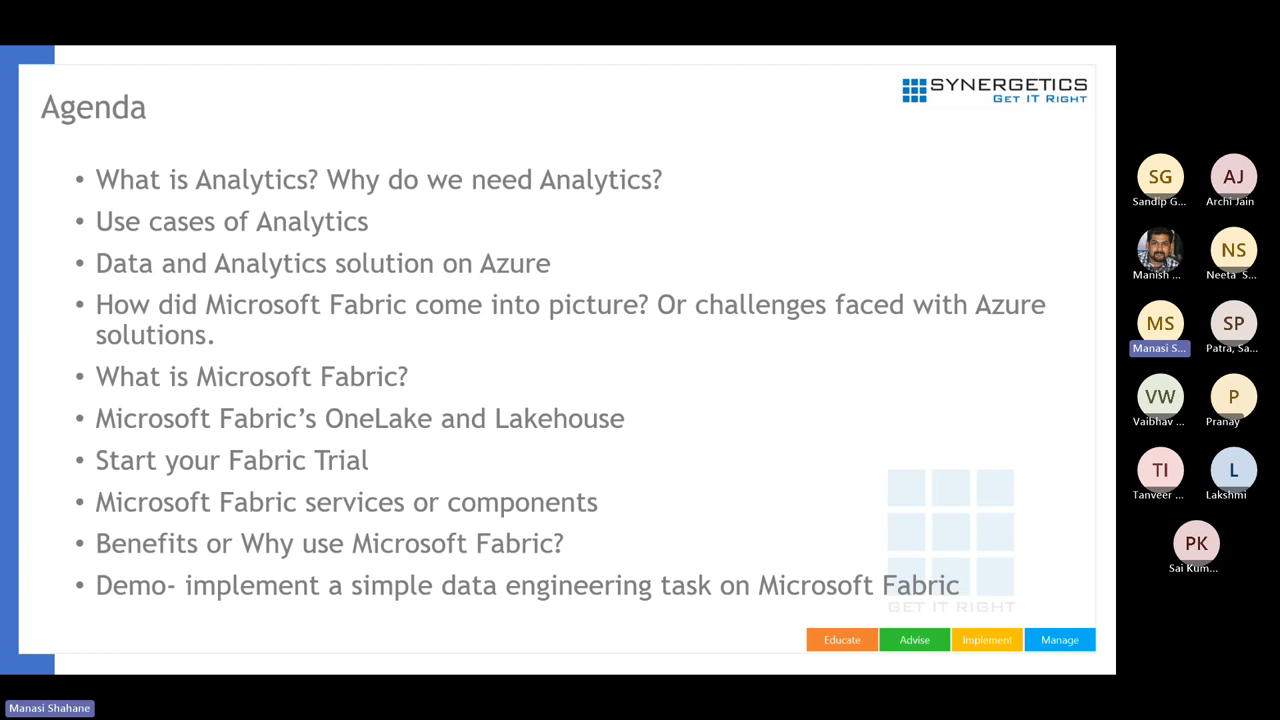 SYNERGETICS
GET IT RIGHT
Agenda
• What is Analytics? Why do we need Analytics?
• Use cases of Analytics
• Data and Analytics solution on Azure
• How did Microsoft Fabric come into picture? Or challenges faced with Azure
solutions.
• What is Microsoft Fabric?
• Microsoft Fabric’s OneLake and Lakehouse
• Start your Fabric Trial
• Microsoft Fabric services or components
• Benefits or Why use Microsoft Fabric?
• Demo- implement a simple data engineering task on Microsoft Fabric
GET IT RIGHT
Educate Advise Implement Manage
SG AJ
Sandip G... Archi Jain
NS
Manish ... Neeta S...
MS SP
Manasi S... Patra, Sa...
VW P
Vaibhav ... Pranay
TI L
Tanveer ... Lakshmi
PK
Sai Kum...
Manasi Shahane